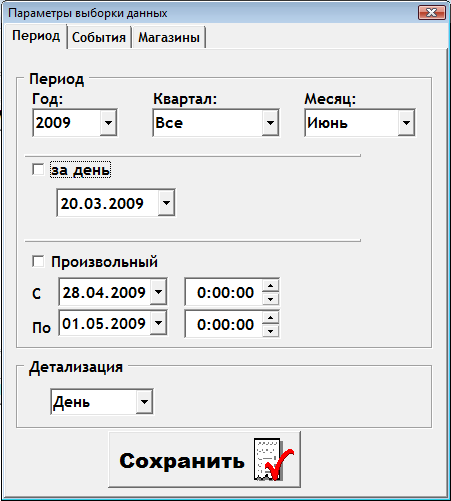 Параметры выборки данных
Период События Магазины
Период
Год: Квартал: Месяц:
2009 Все Июнь
за день
20.03.2009
Произвольный
С 28.04.2009 0:00:00
По 01.05.2009 0:00:00
Детализация
День
Сохранить